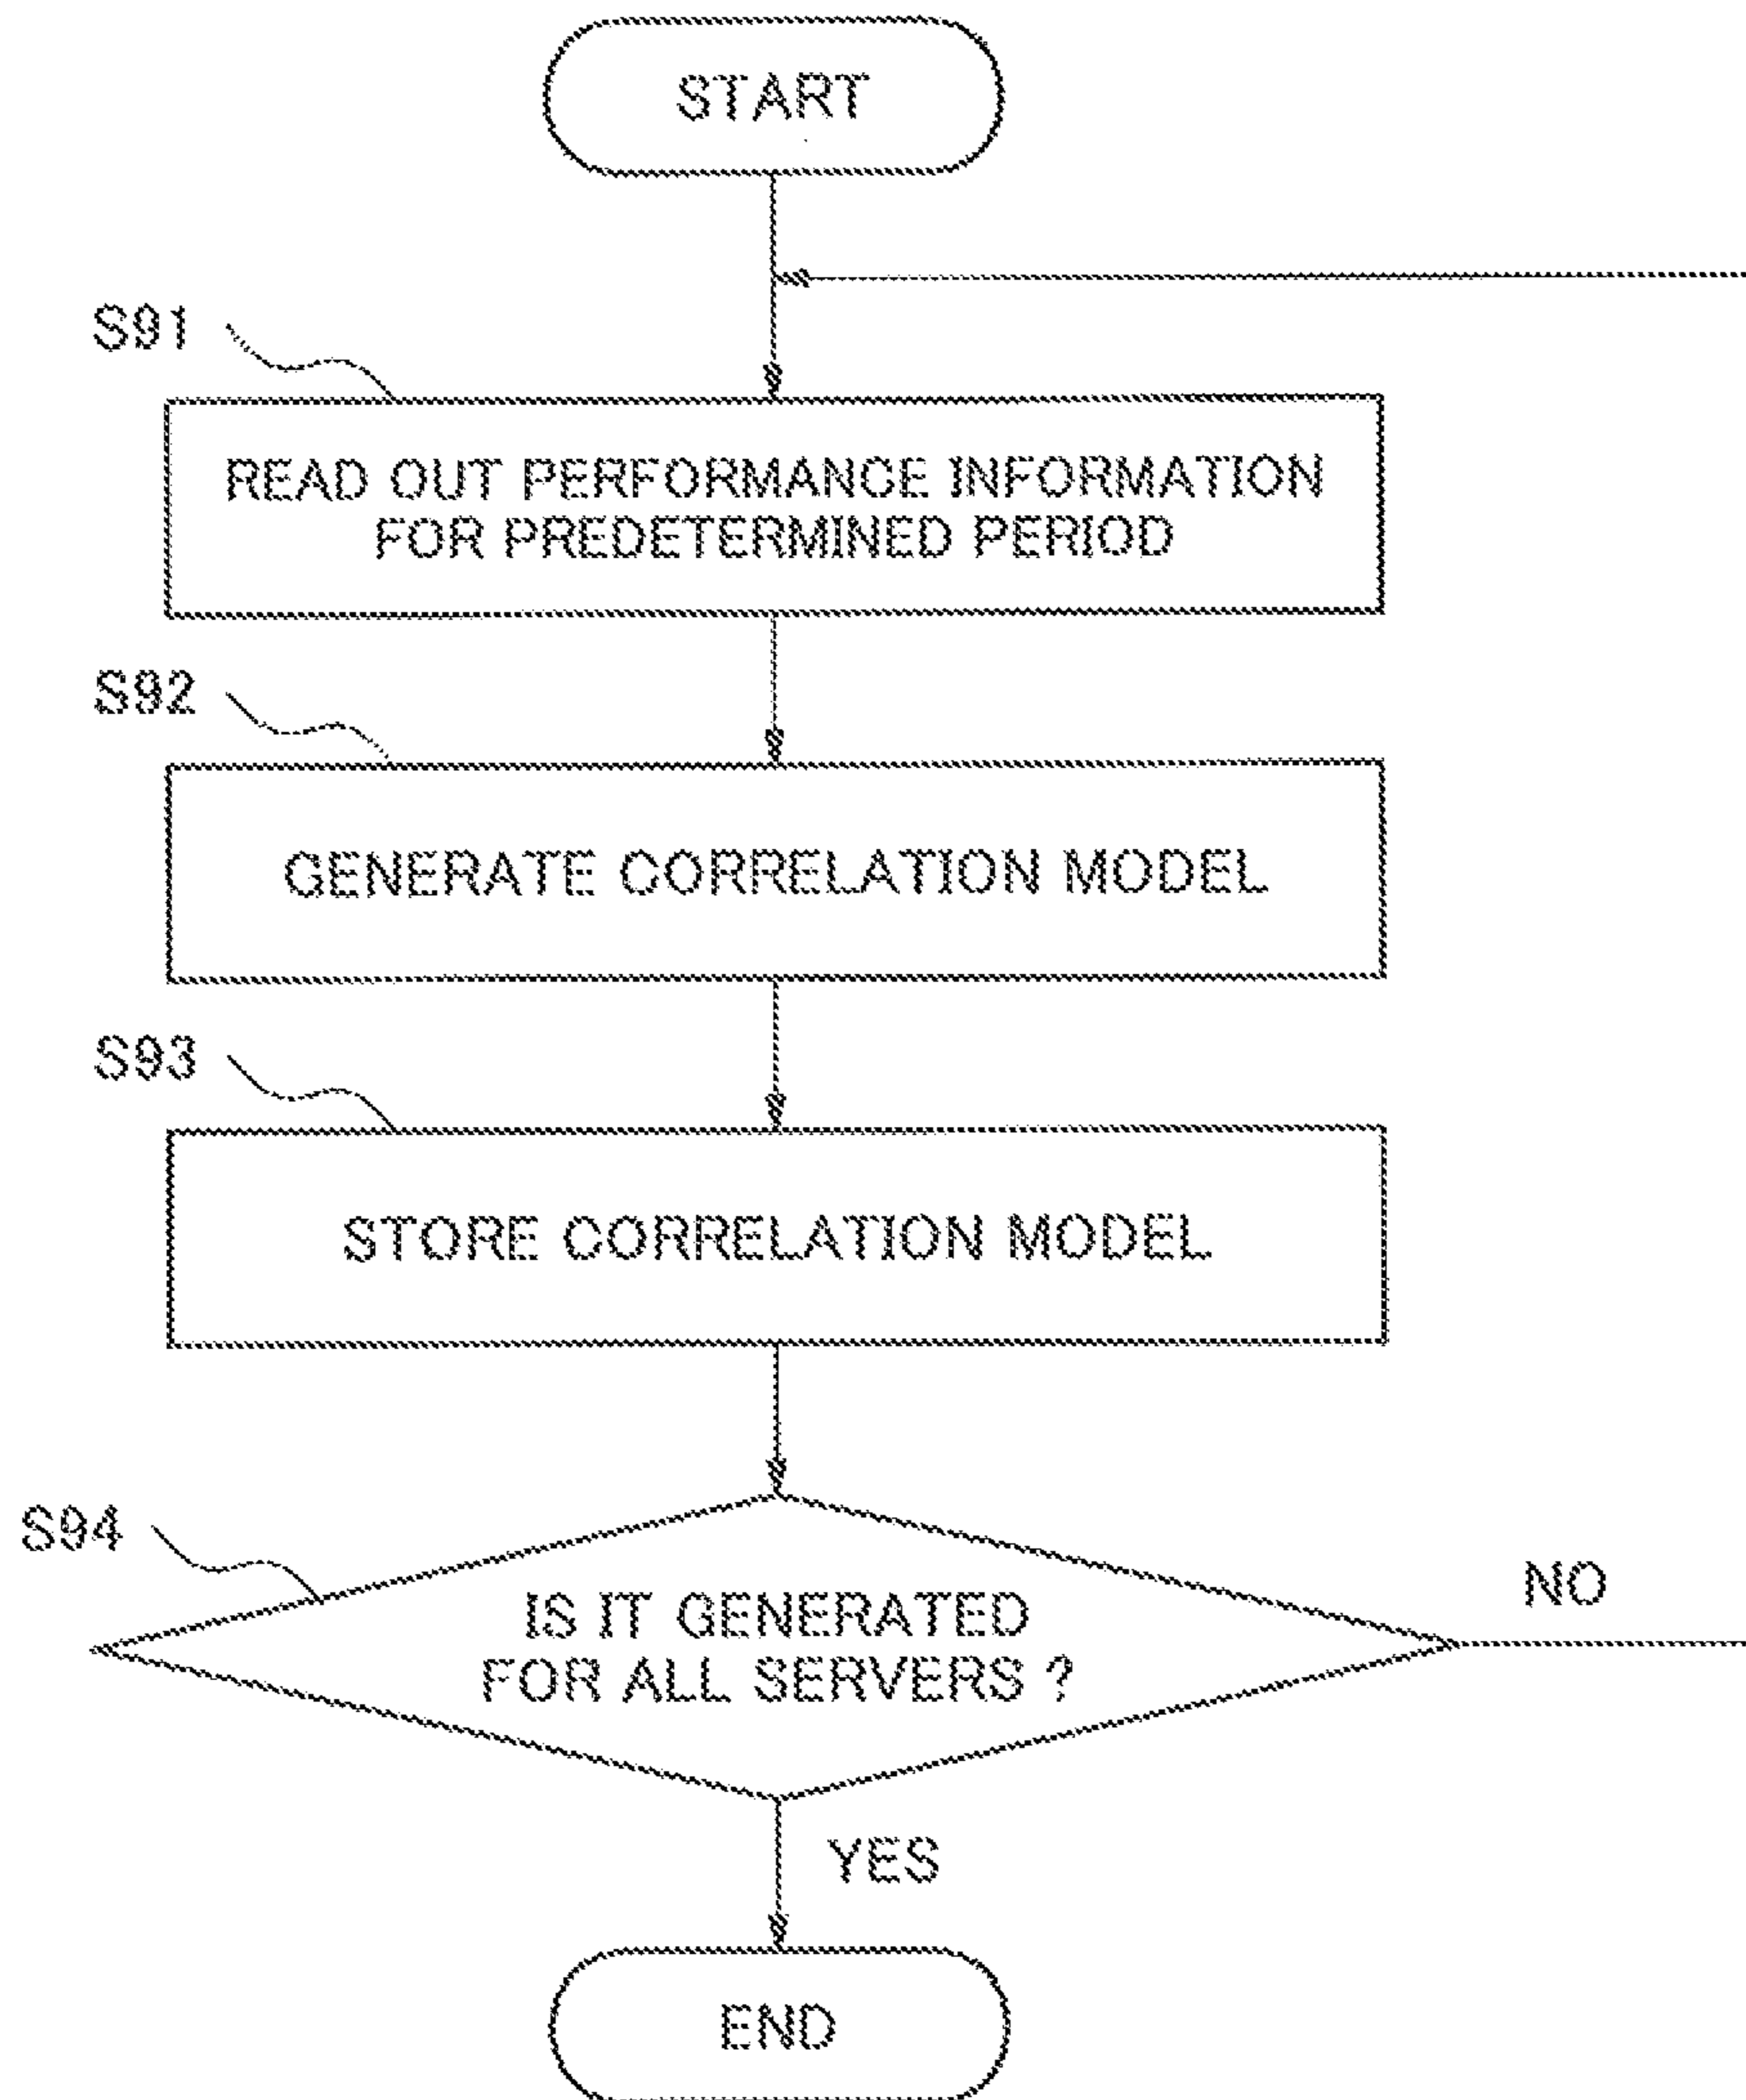 START
S91
READ OUT PERFORMANCE INFORMATION
FOR PREDETERMINED PERIOD
S92
GENERATE CORRELATION MODEL
S93
STORE CORRELATION MODEL
S94
IS IT GENERATED
FOR ALL SERVERS ?
NO
YES
END